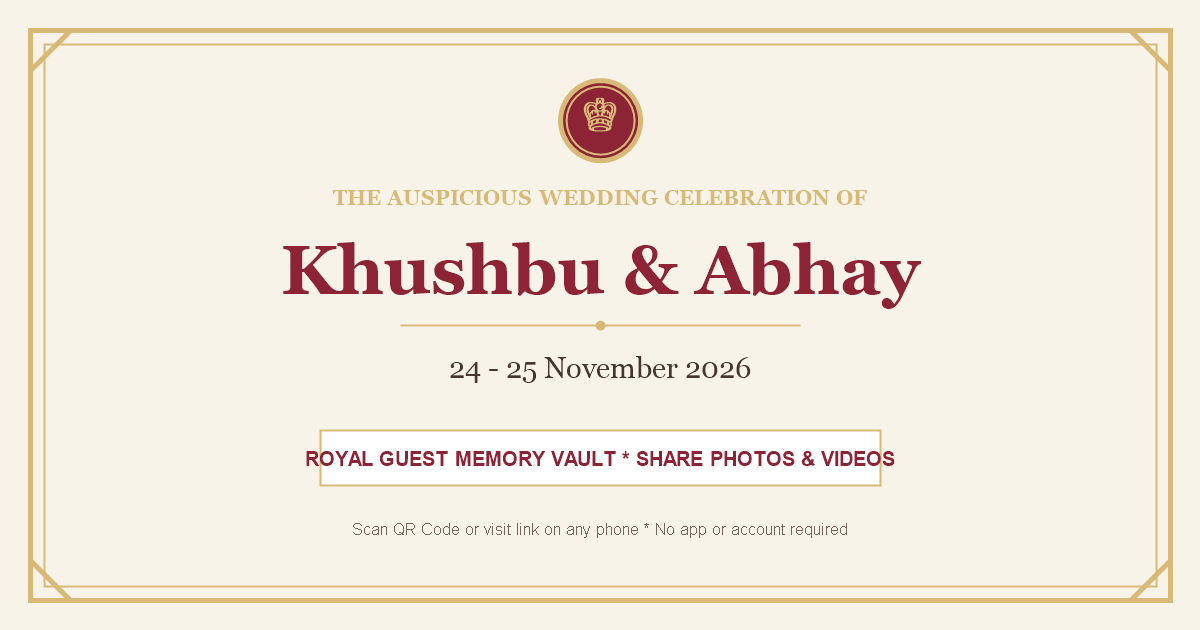 THE AUSPICIOUS WEDDING CELEBRATION OF
Khushbu & Abhay
24 - 25 November 2026
ROYAL GUEST MEMORY VAULT * SHARE PHOTOS & VIDEOS
Scan QR Code or visit link on any phone * No app or account required